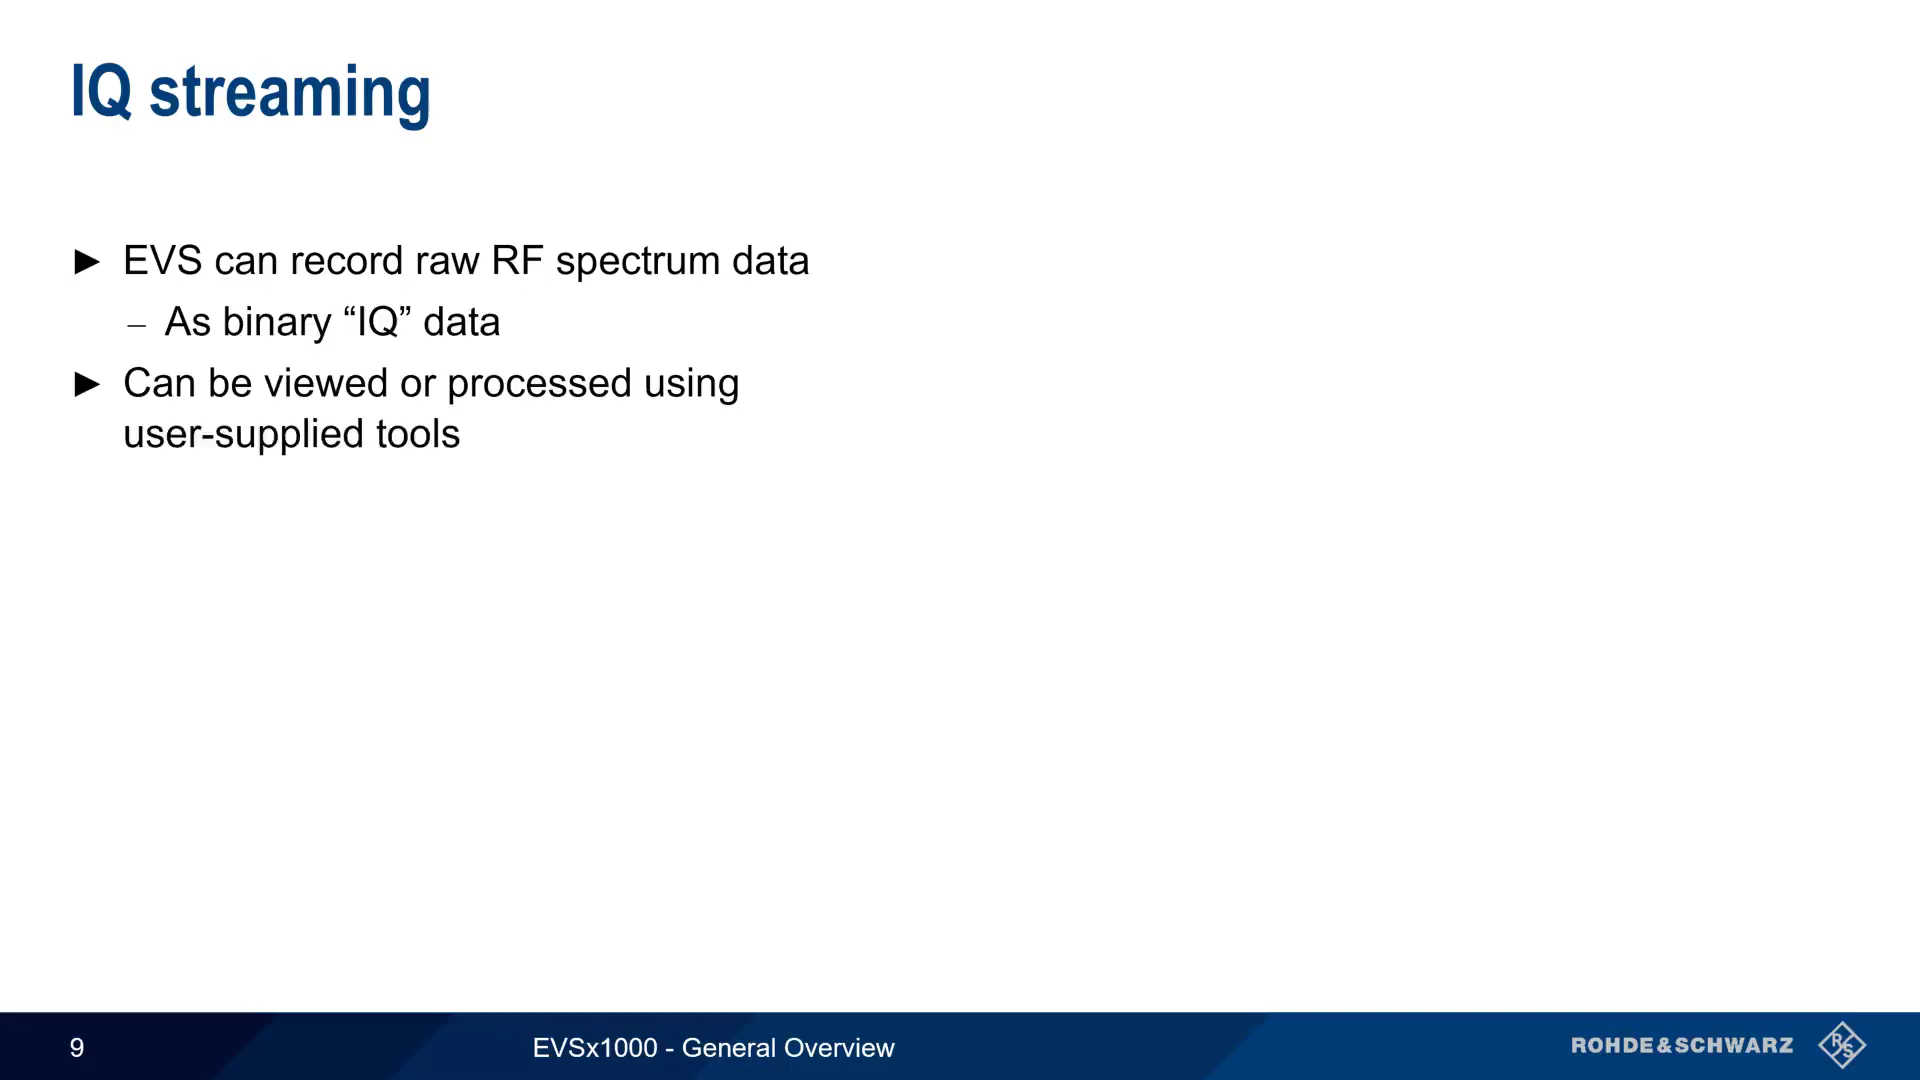 IQ streaming
► EVS can record raw RF spectrum data
– As binary “IQ” data
► Can be viewed or processed using
user-supplied tools
9
EVSx1000 - General Overview
ROHDE&SCHWARZ
R
S